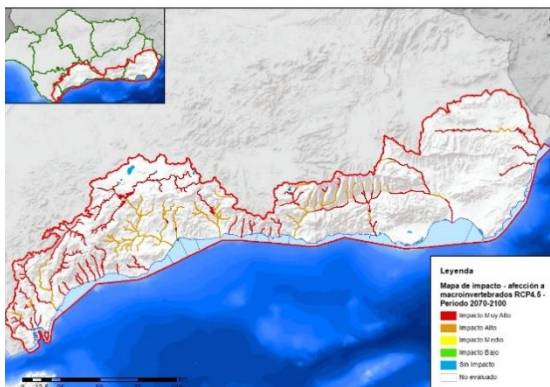 Leyenda
Mapa de impacto - afección a
macroinvertebrados RCP4.5 -
Periodo 2070-2100
Impacto Muy Alto
Impacto Alto
Impacto Medio
Impacto Bajo
Sin Impacto
No evaluado